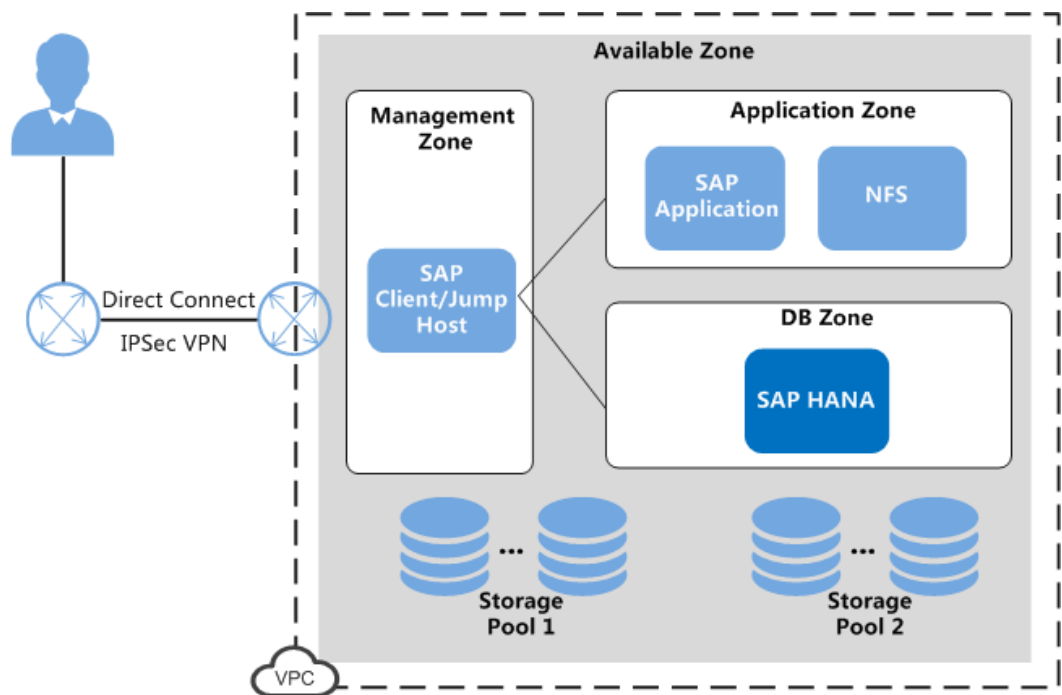 Available Zone
Management
Zone
Application Zone
SAP
Application
NFS
SAP
Client/Jump
Host
Direct Connect
IPSec VPN
DB Zone
SAP HANA
...
...
Storage
Pool 1
Storage
Pool 2
VPC